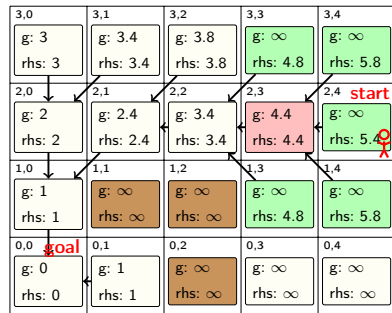 3,0 3,1 3,2 3,3 3,4
g: 3 g: 3.4 g: 3.8 g: ∞ g: ∞
rhs: 3 rhs: 3.4 rhs: 3.8 rhs: 4.8 rhs: 5.8
start
2,0 2,1 2,2 2,3 2,4
g: 2 g: 2.4 g: 3.4 g: 4.4 g: ∞
rhs: 2 rhs: 2.4 rhs: 3.4 rhs: 4.4 rhs: 5.4
1,0 1,1 1,2 1,3 1,4
g: 1 g: ∞ g: ∞ g: ∞ g: ∞
rhs: 1 rhs: ∞ rhs: ∞ rhs: 4.8 rhs: 5.8
0,0 goal 0,1 0,2 0,3 0,4
g: 0 g: 1 g: ∞ g: ∞ g: ∞
rhs: 0 rhs: 1 rhs: ∞ rhs: ∞ rhs: ∞